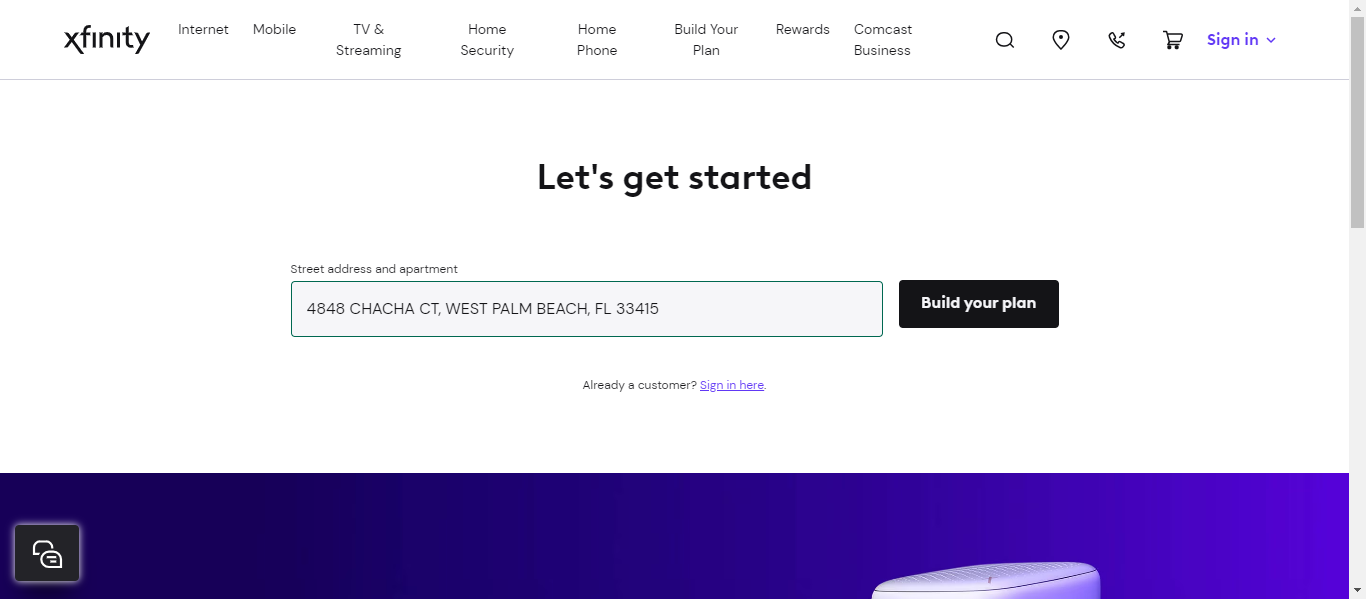 xfinity
Internet
Mobile
TV &
Streaming
Home
Security
Home
Phone
Build Your
Plan
Rewards
Comcast
Business
Sign in
Let's get started
Street address and apartment
4848 CHACHA CT, WEST PALM BEACH, FL 33415
Build your plan
Already a customer? Sign in here.